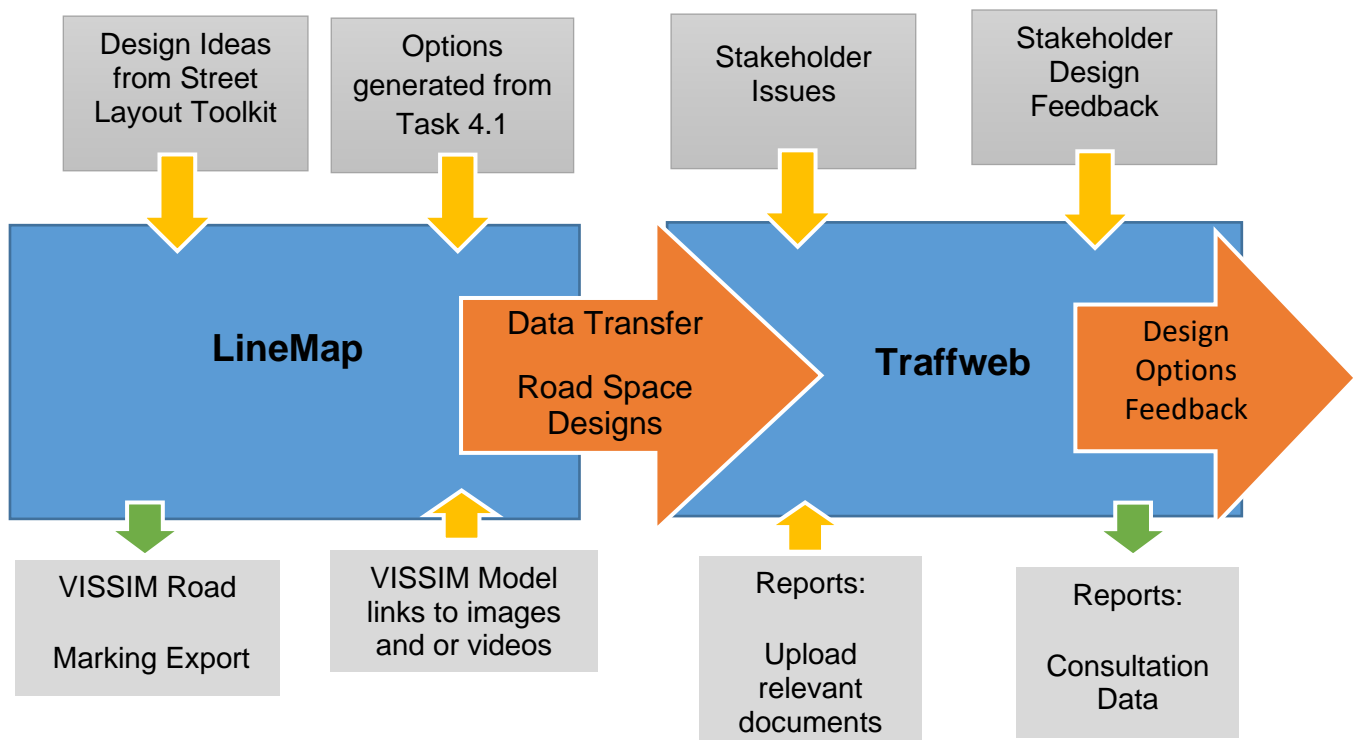 Design Ideas
from Street
Layout Toolkit
Options
generated from
Task 4.1
Stakeholder
Issues
Stakeholder
Design
Feedback
LineMap
Data Transfer
Road Space
Designs
Traffweb
Design
Options
Feedback
VISSIM Road
Marking Export
VISSIM Model
links to images
and or videos
Reports:
Upload
relevant
documents
Reports:
Consultation
Data